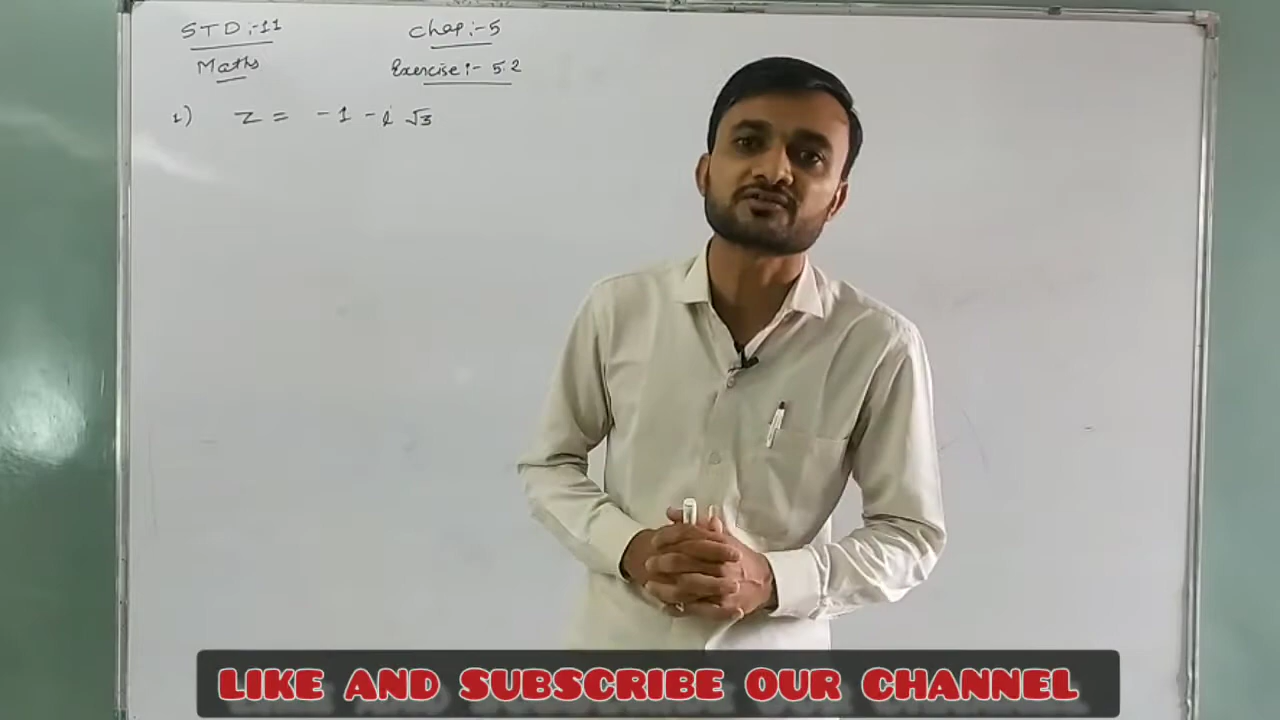 STD :- 11
Chap :- 5
Maths
Exercise :- 5.2
1) Z = -1 - i √3
LIKE AND SUBSCRIBE OUR CHANNEL